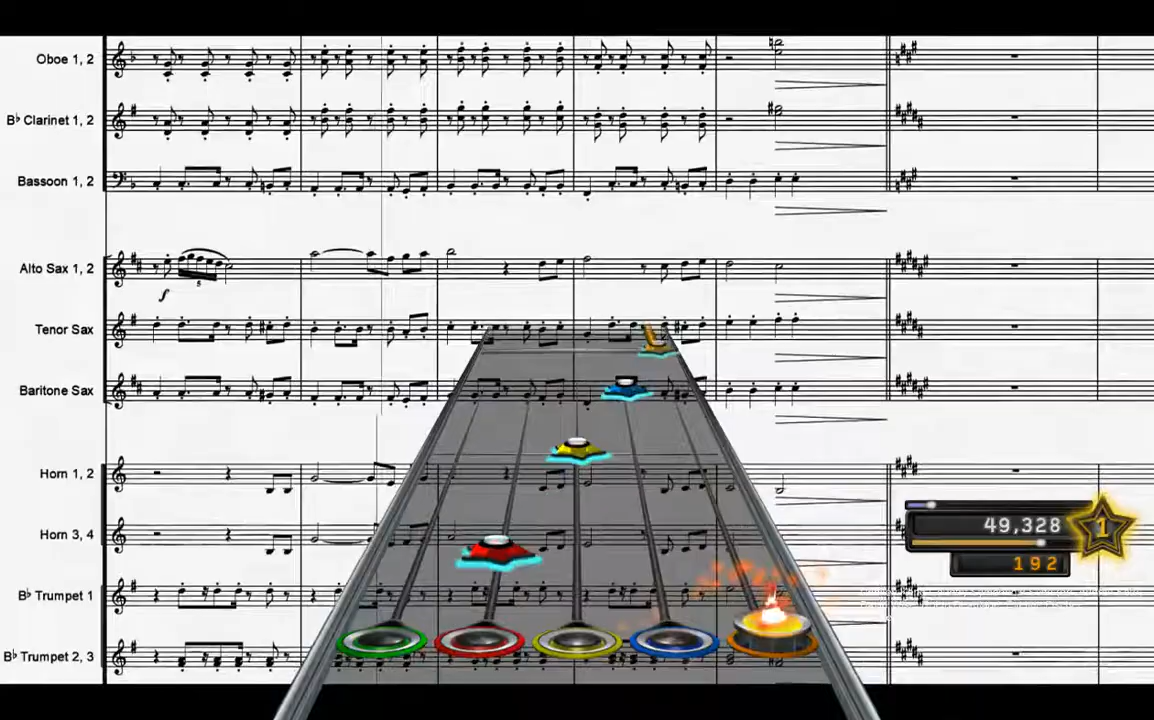 Oboe 1, 2
B♭ Clarinet 1, 2
Bassoon 1, 2
Alto Sax 1, 2
5
f
Tenor Sax
Baritone Sax
Horn 1, 2
Horn 3, 4
49,328
1
192
B♭ Trumpet 1
B♭ Trumpet 2, 3